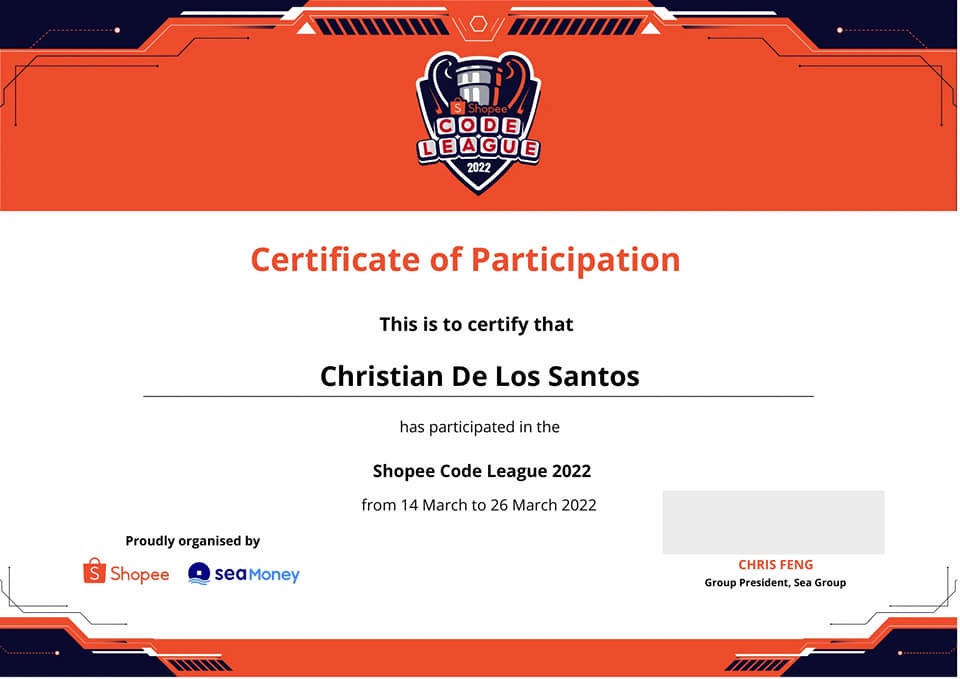 Shopee
CODE
LEAGUE
2022
Certificate of Participation
This is to certify that
Christian De Los Santos
has participated in the
Shopee Code League 2022
from 14 March to 26 March 2022
Proudly organised by
Shopee
sea Money
CHRIS FENG
Group President, Sea Group